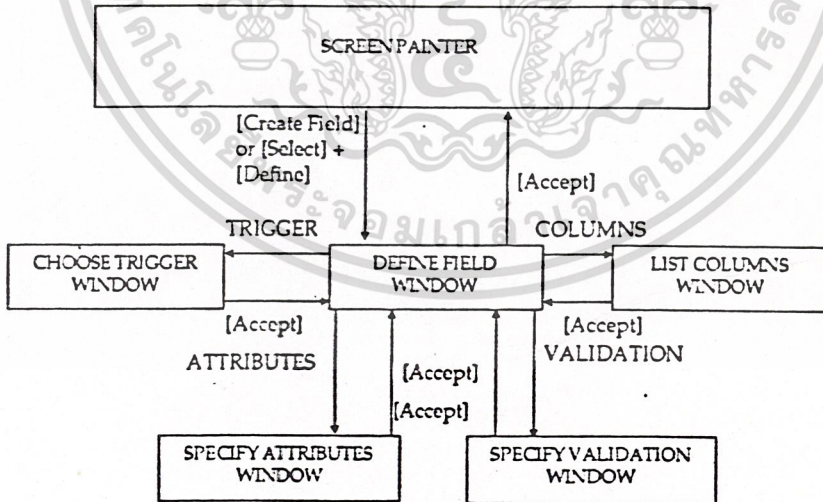 SCREEN PAINTER
[Create Field]
or [Select] +
[Define]
[Accept]
TRIGGER
COLUMNS
CHOOSE TRIGGER
WINDOW
DEFINE FIELD
WINDOW
LIST COLUMNS
WINDOW
[Accept]
[Accept]
ATTRIBUTES
VALIDATION
[Accept]
[Accept]
SPECIFY ATTRIBUTES
WINDOW
SPECIFY VALIDATION
WINDOW